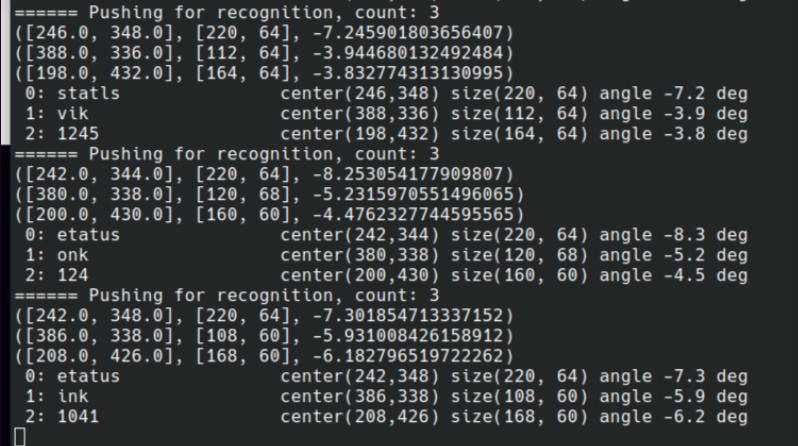 ====== Pushing for recognition, count: 3
([246.0, 348.0], [220, 64], -7.245901803656407)
([388.0, 336.0], [112, 64], -3.944680132492484)
([198.0, 432.0], [164, 64], -3.832774313130995)
0: statls center(246,348) size(220, 64) angle -7.2 deg
1: vik center(388,336) size(112, 64) angle -3.9 deg
2: 1245 center(198,432) size(164, 64) angle -3.8 deg
====== Pushing for recognition, count: 3
([242.0, 344.0], [220, 64], -8.253054177909807)
([380.0, 338.0], [120, 68], -5.2315970551496065)
([200.0, 430.0], [160, 60], -4.4762327744595565)
0: etatus center(242,344) size(220, 64) angle -8.3 deg
1: onk center(380,338) size(120, 68) angle -5.2 deg
2: 124 center(200,430) size(160, 60) angle -4.5 deg
====== Pushing for recognition, count: 3
([242.0, 348.0], [220, 64], -7.301854713337152)
([386.0, 338.0], [108, 60], -5.931008426158912)
([208.0, 426.0], [168, 60], -6.182796519722262)
0: etatus center(242,348) size(220, 64) angle -7.3 deg
1: ink center(386,338) size(108, 60) angle -5.9 deg
2: 1041 center(208,426) size(168, 60) angle -6.2 deg